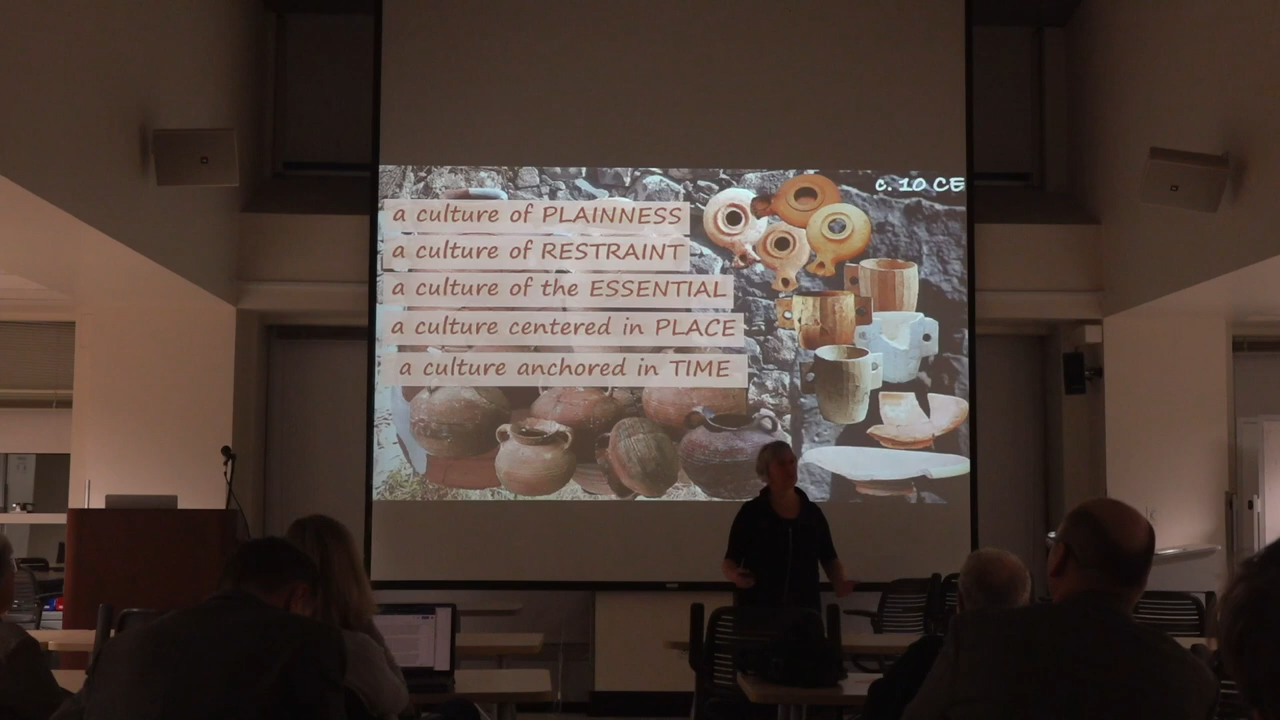 c. 10 CE
a culture of PLAINNESS
a culture of RESTRAINT
a culture of the ESSENTIAL
a culture centered in PLACE
a culture anchored in TIME